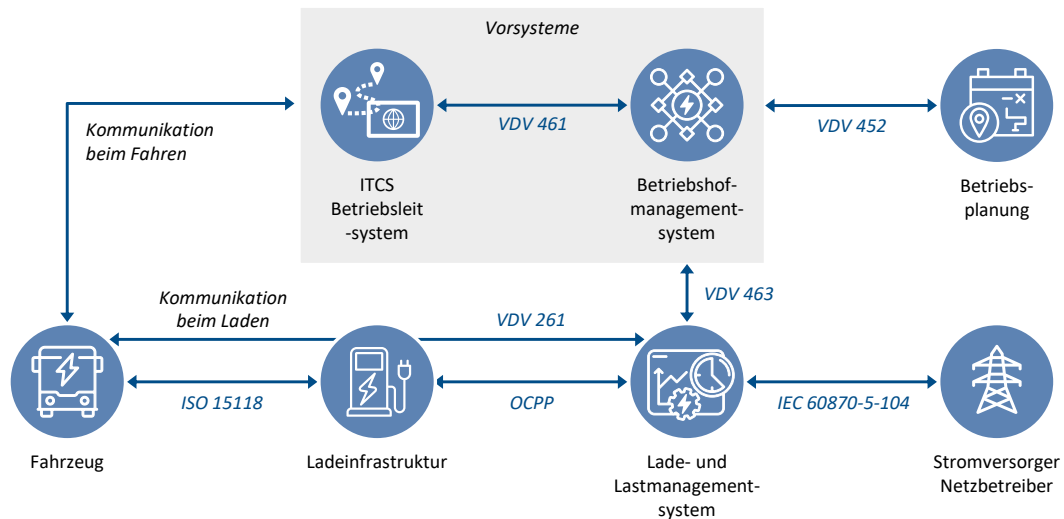 Vorsysteme
Kommunikation
beim Fahren
VDV 461
VDV 452
ITCS
Betriebsleit
-system
Betriebshof-
management-
system
Betriebs-
planung
VDV 463
Kommunikation
beim Laden
VDV 261
ISO 15118
OCPP
IEC 60870-5-104
Fahrzeug
Ladeinfrastruktur
Lade- und
Lastmanagement-
system
Stromversorger
Netzbetreiber